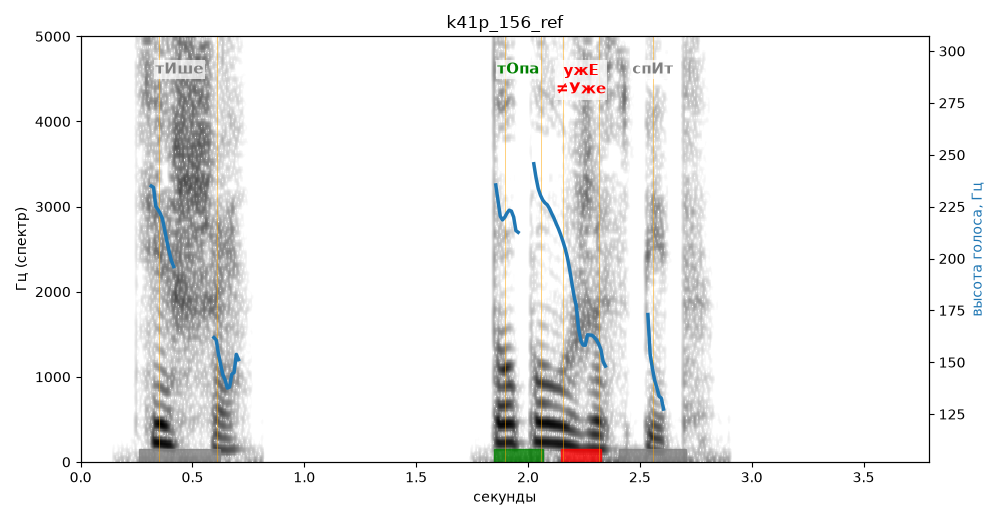 k41p_156_ref
5000
4000
3000
2000
1000
0
Гц (спектр)
тИше
тОпа
ужЕ
≠Уже
спИт
300
275
250
225
200
175
150
125
высота голоса, Гц
0.0 0.5 1.0 1.5 2.0 2.5 3.0 3.5
секунды